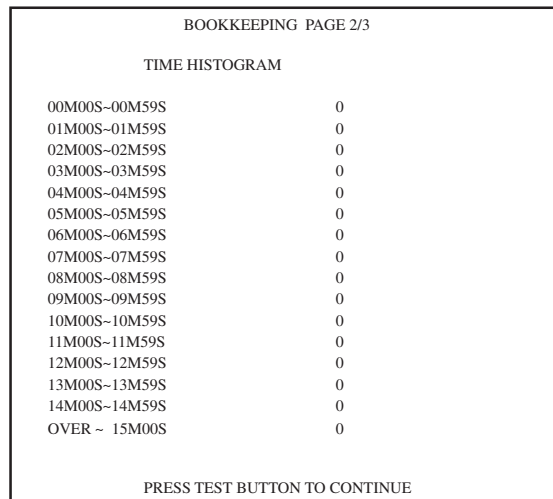 BOOKKEEPING PAGE 2/3
TIME HISTOGRAM
00M00S~00M59S 0
01M00S~01M59S 0
02M00S~02M59S 0
03M00S~03M59S 0
04M00S~04M59S 0
05M00S~05M59S 0
06M00S~06M59S 0
07M00S~07M59S 0
08M00S~08M59S 0
09M00S~09M59S 0
10M00S~10M59S 0
11M00S~11M59S 0
12M00S~12M59S 0
13M00S~13M59S 0
14M00S~14M59S 0
OVER ~ 15M00S 0
PRESS TEST BUTTON TO CONTINUE